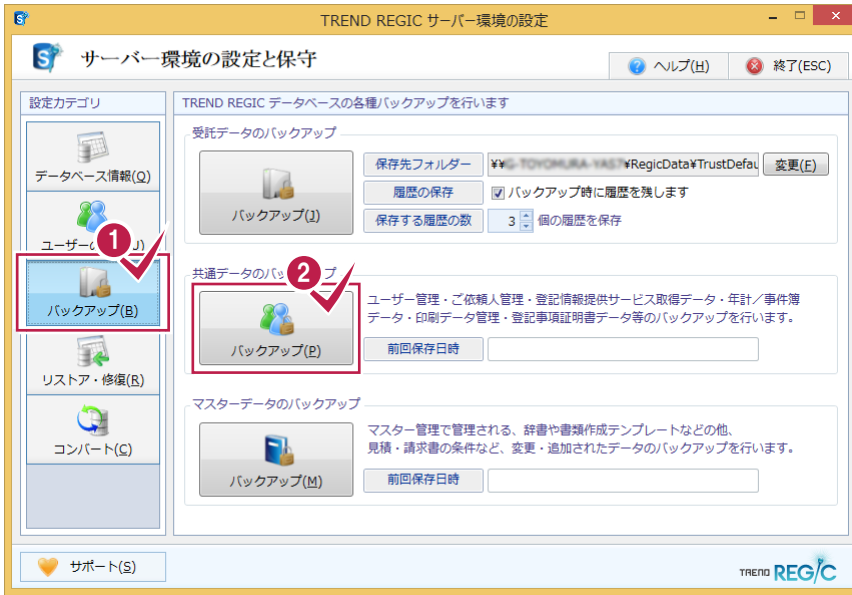 TREND REGIC サーバー環境の設定
サーバー環境の設定と保守
ヘルプ(H)
終了(ESC)
設定カテゴリ
データベース情報(Q)
ユーザーの
1
バックアップ(B)
リストア・修復(R)
コンバート(C)
サポート(S)
TREND REGIC データベースの各種バックアップを行います
受託データのバックアップ
バックアップ(J)
保存先フォルダー
¥RegicData¥TrustDefau
変更(F)
履歴の保存
バックアップ時に履歴を残します
保存する履歴の数
3 個の履歴を保存
共通データのバッ
プ
2
バックアップ(P)
ユーザー管理・ご依頼人管理・登記情報提供サービス取得データ・年計/事件簿
データ・印刷データ管理・登記事項証明書データ等のバックアップを行います。
前回保存日時
マスターデータのバックアップ
バックアップ(M)
マスター管理で管理される、辞書や書類作成テンプレートなどの他、
見積・請求書の条件など、変更・追加されたデータのバックアップを行います。
前回保存日時
TREND REGIC